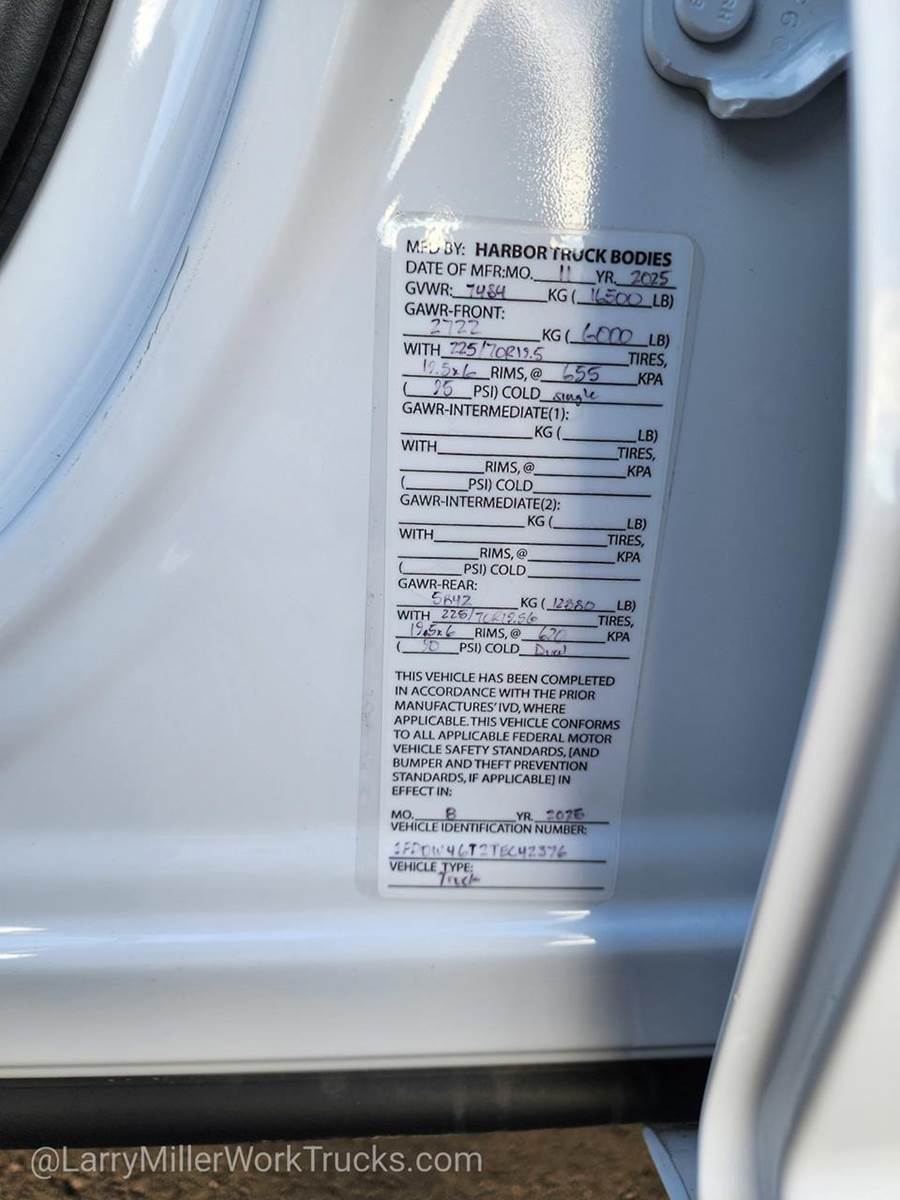 MFD BY: HARBOR TRUCK BODIES
DATE OF MFR:MO. 11 YR. 2025
GVWR: 7484 KG ( 16500 LB)
GAWR-FRONT:
2722 KG ( 6000 LB)
WITH 225/70R19.5 TIRES,
19.5x6 RIMS, @ 655 KPA
( 95 PSI) COLD single
GAWR-INTERMEDIATE(1):
KG ( LB)
WITH TIRES,
RIMS, @ KPA
( PSI) COLD
GAWR-INTERMEDIATE(2):
KG ( LB)
WITH TIRES,
RIMS, @ KPA
( PSI) COLD
GAWR-REAR:
5842 KG ( 12880 LB)
WITH TIRES,
19.5x6 RIMS, @ 620 KPA
( 90 PSI) COLD Dual
THIS VEHICLE HAS BEEN COMPLETED
IN ACCORDANCE WITH THE PRIOR
MANUFACTURES' IVD, WHERE
APPLICABLE. THIS VEHICLE CONFORMS
TO ALL APPLICABLE FEDERAL MOTOR
VEHICLE SAFETY STANDARDS, [AND
BUMPER AND THEFT PREVENTION
STANDARDS, IF APPLICABLE] IN
EFFECT IN:
MO. 8 YR. 2025
VEHICLE IDENTIFICATION NUMBER:
VEHICLE TYPE:
Truck
@LarryMillerWorkTrucks.com